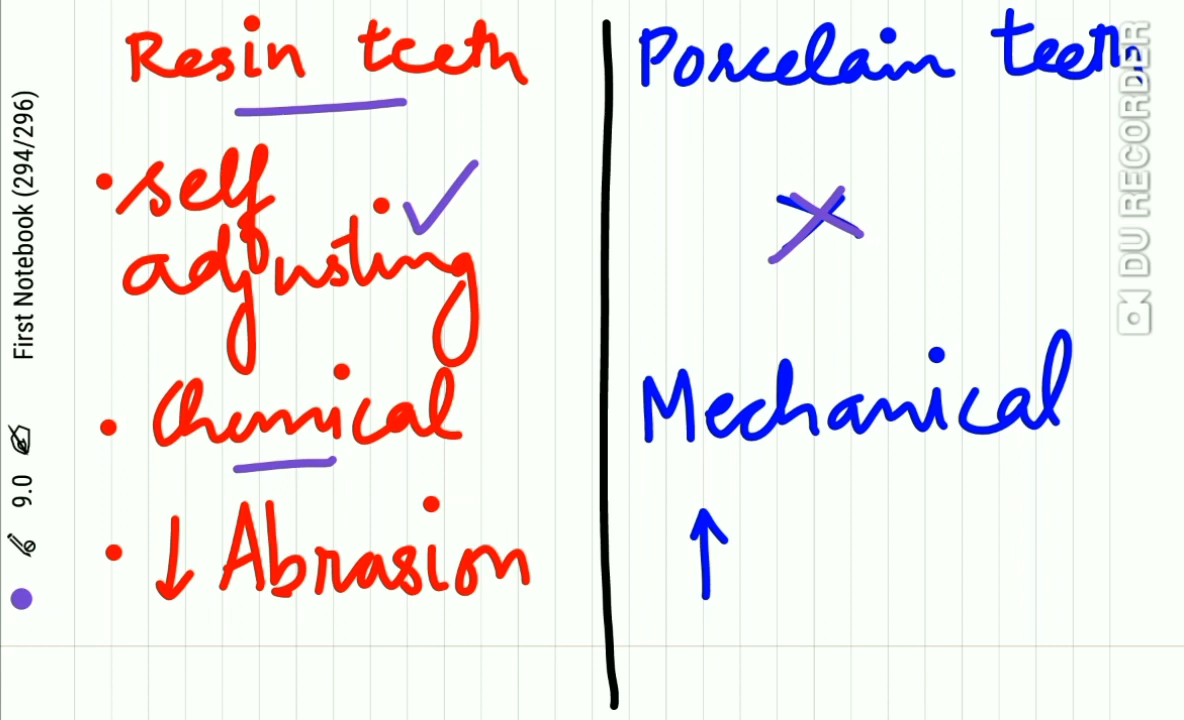 First Notebook (294/296)
9.0
Resin teeth
• self
adjusting ✓
• Chemical
• ↓ Abrasion
Porcelain teeth
×
Mechanical
↑
DU RECORDER